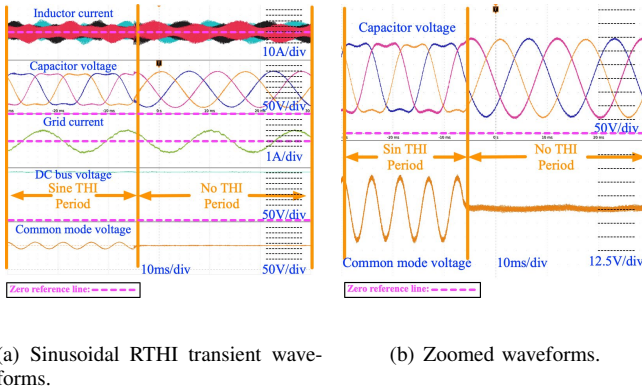 Inductor current
10A/div
Capacitor voltage
50V/div
Grid current
1A/div
DC bus voltage
Sine THI
Period
No THI
Period
50V/div
Common mode voltage
10ms/div
50V/div
Zero reference line:
Capacitor voltage
50V/div
Sin THI
Period
No THI
Period
Common mode voltage
10ms/div
12.5V/div
Zero reference line:
(a) Sinusoidal RTHI transient wave-
forms.
(b) Zoomed waveforms.